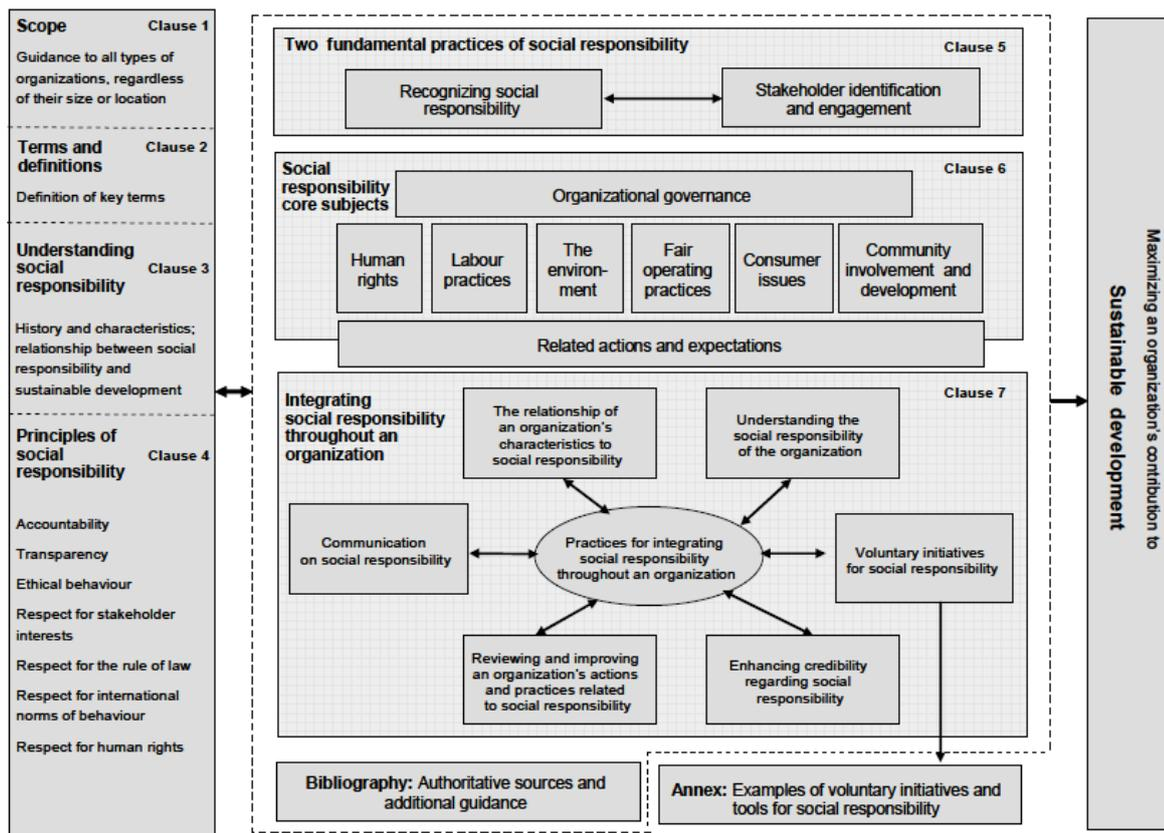 Scope Clause 1
Guidance to all types of
organizations, regardless
of their size or location
Terms and Clause 2
definitions
Definition of key terms
Understanding
social Clause 3
responsibility
History and characteristics;
relationship between social
responsibility and
sustainable development
Principles of
social Clause 4
responsibility
Accountability
Transparency
Ethical behaviour
Respect for stakeholder
interests
Respect for the rule of law
Respect for international
norms of behaviour
Respect for human rights
Two fundamental practices of social responsibility Clause 5
Recognizing social
responsibility
Stakeholder identification
and engagement
Social
responsibility
core subjects
Clause 6
Organizational governance
Human
rights
Labour
practices
The
environ-
ment
Fair
operating
practices
Consumer
issues
Community
involvement and
development
Related actions and expectations
Integrating
social responsibility
throughout an
organization
Clause 7
The relationship of
an organization's
characteristics to
social responsibility
Understanding the
social responsibility
of the organization
Communication
on social responsibility
Practices for integrating
social responsibility
throughout an organization
Voluntary initiatives
for social responsibility
Reviewing and improving
an organization's actions
and practices related
to social responsibility
Enhancing credibility
regarding social
responsibility
Bibliography: Authoritative sources and
additional guidance
Annex: Examples of voluntary initiatives and
tools for social responsibility
Maximizing an organization's contribution to
Sustainable development